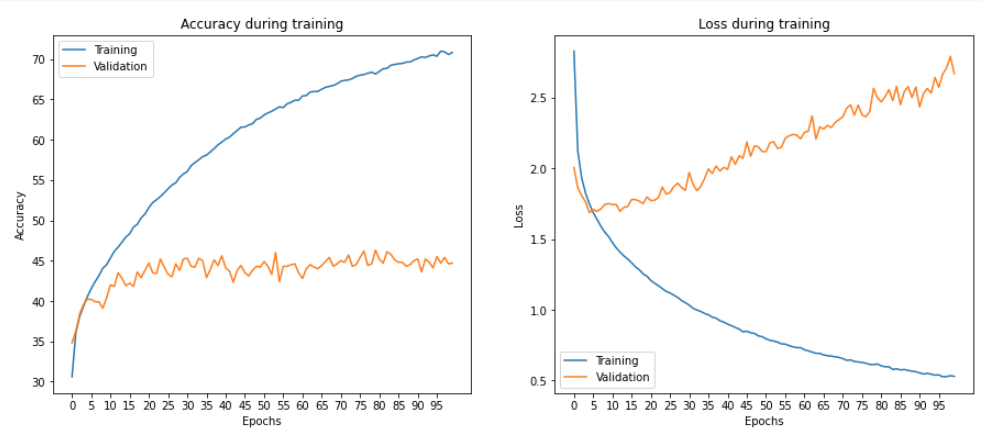 Accuracy during training
Training
Validation
70
65
60
55
50
45
40
35
30
Accuracy
0 5 10 15 20 25 30 35 40 45 50 55 60 65 70 75 80 85 90 95
Epochs
Loss during training
2.5
2.0
1.5
1.0
0.5
Loss
Training
Validation
0 5 10 15 20 25 30 35 40 45 50 55 60 65 70 75 80 85 90 95
Epochs